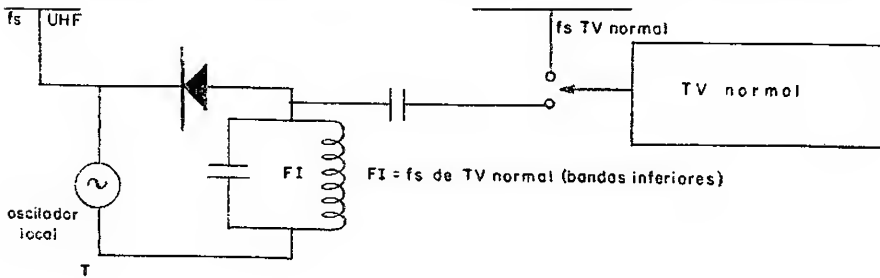 fs UHF
fs TV normal
TV normal
FI
FI = fs de TV normal (bandas inferiores)
oscilador
local
T